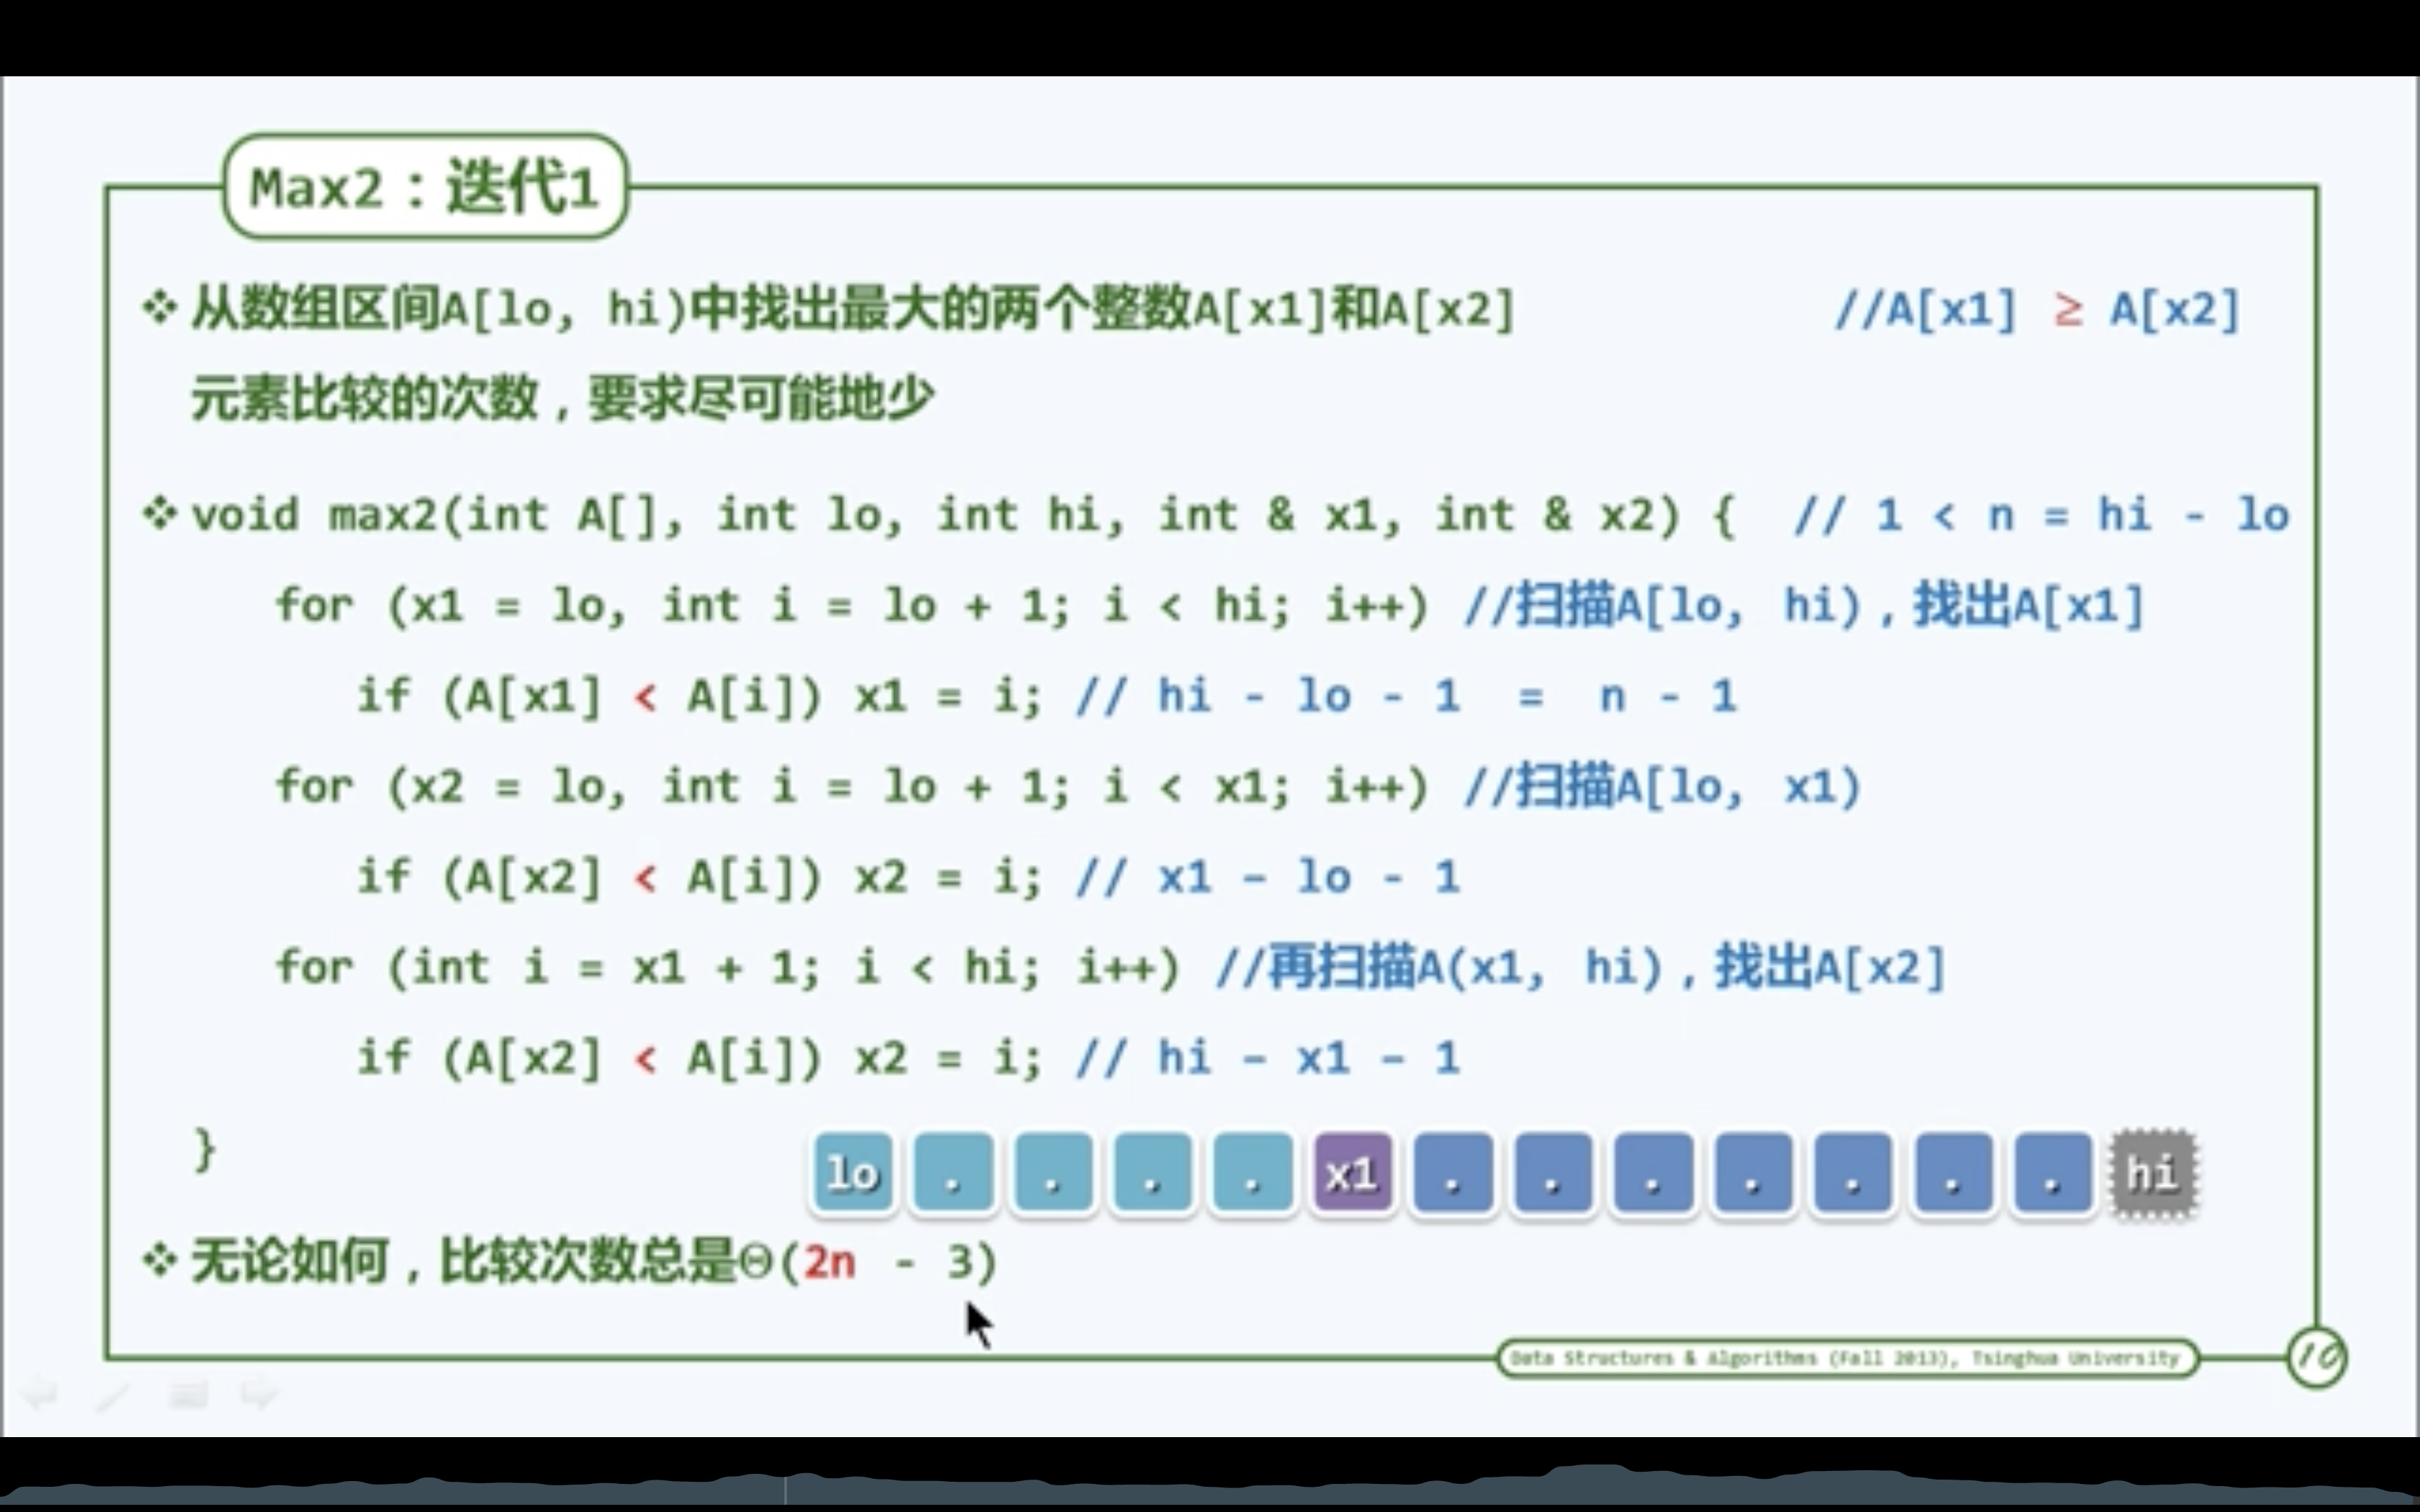 Max2：迭代1
从数组区间A[lo, hi)中找出最大的两个整数A[x1]和A[x2] //A[x1] ≥ A[x2]
元素比较的次数，要求尽可能地少
void max2(int A[], int lo, int hi, int & x1, int & x2) { // 1 < n = hi - lo
for (x1 = lo, int i = lo + 1; i < hi; i++) //扫描A[lo, hi)，找出A[x1]
if (A[x1] < A[i]) x1 = i; // hi - lo - 1 = n - 1
for (x2 = lo, int i = lo + 1; i < x1; i++) //扫描A[lo, x1)
if (A[x2] < A[i]) x2 = i; // x1 – lo - 1
for (int i = x1 + 1; i < hi; i++) //再扫描A(x1, hi)，找出A[x2]
if (A[x2] < A[i]) x2 = i; // hi – x1 – 1
}
lo . . . . x1 . . . . . . . hi
无论如何，比较次数总是Θ(2n - 3)
Data Structures & Algorithms (Fall 2013), Tsinghua University
10